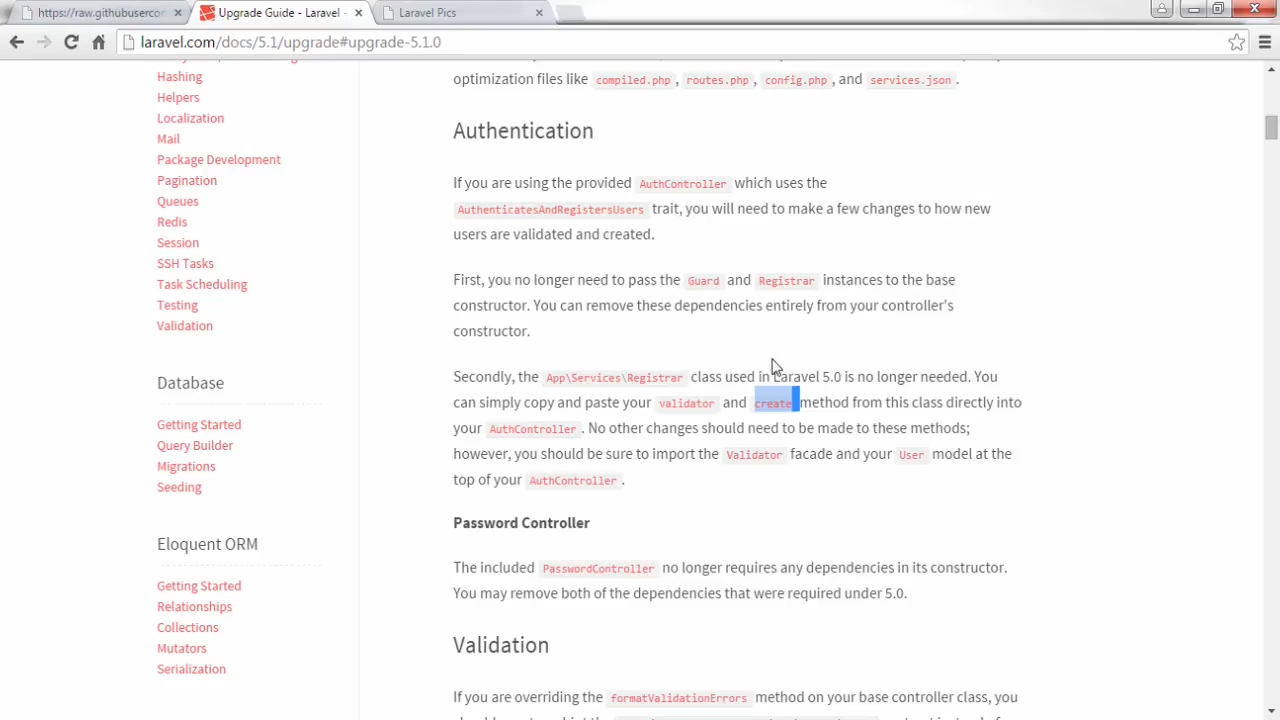 https://raw.githubusercon
Upgrade Guide - Laravel -
Laravel Pics
laravel.com/docs/5.1/upgrade#upgrade-5.1.0
Hashing
Helpers
Localization
Mail
Package Development
Pagination
Queues
Redis
Session
SSH Tasks
Task Scheduling
Testing
Validation
Database
Getting Started
Query Builder
Migrations
Seeding
Eloquent ORM
Getting Started
Relationships
Collections
Mutators
Serialization
optimization files like compiled.php, routes.php, config.php, and services.json.
Authentication
If you are using the provided AuthController which uses the
AuthenticatesAndRegistersUsers trait, you will need to make a few changes to how new
users are validated and created.
First, you no longer need to pass the Guard and Registrar instances to the base
constructor. You can remove these dependencies entirely from your controller's
constructor.
Secondly, the App\Services\Registrar class used in Laravel 5.0 is no longer needed. You
can simply copy and paste your validator and create method from this class directly into
your AuthController. No other changes should need to be made to these methods;
however, you should be sure to import the Validator facade and your User model at the
top of your AuthController.
Password Controller
The included PasswordController no longer requires any dependencies in its constructor.
You may remove both of the dependencies that were required under 5.0.
Validation
If you are overriding the formatValidationErrors method on your base controller class, you